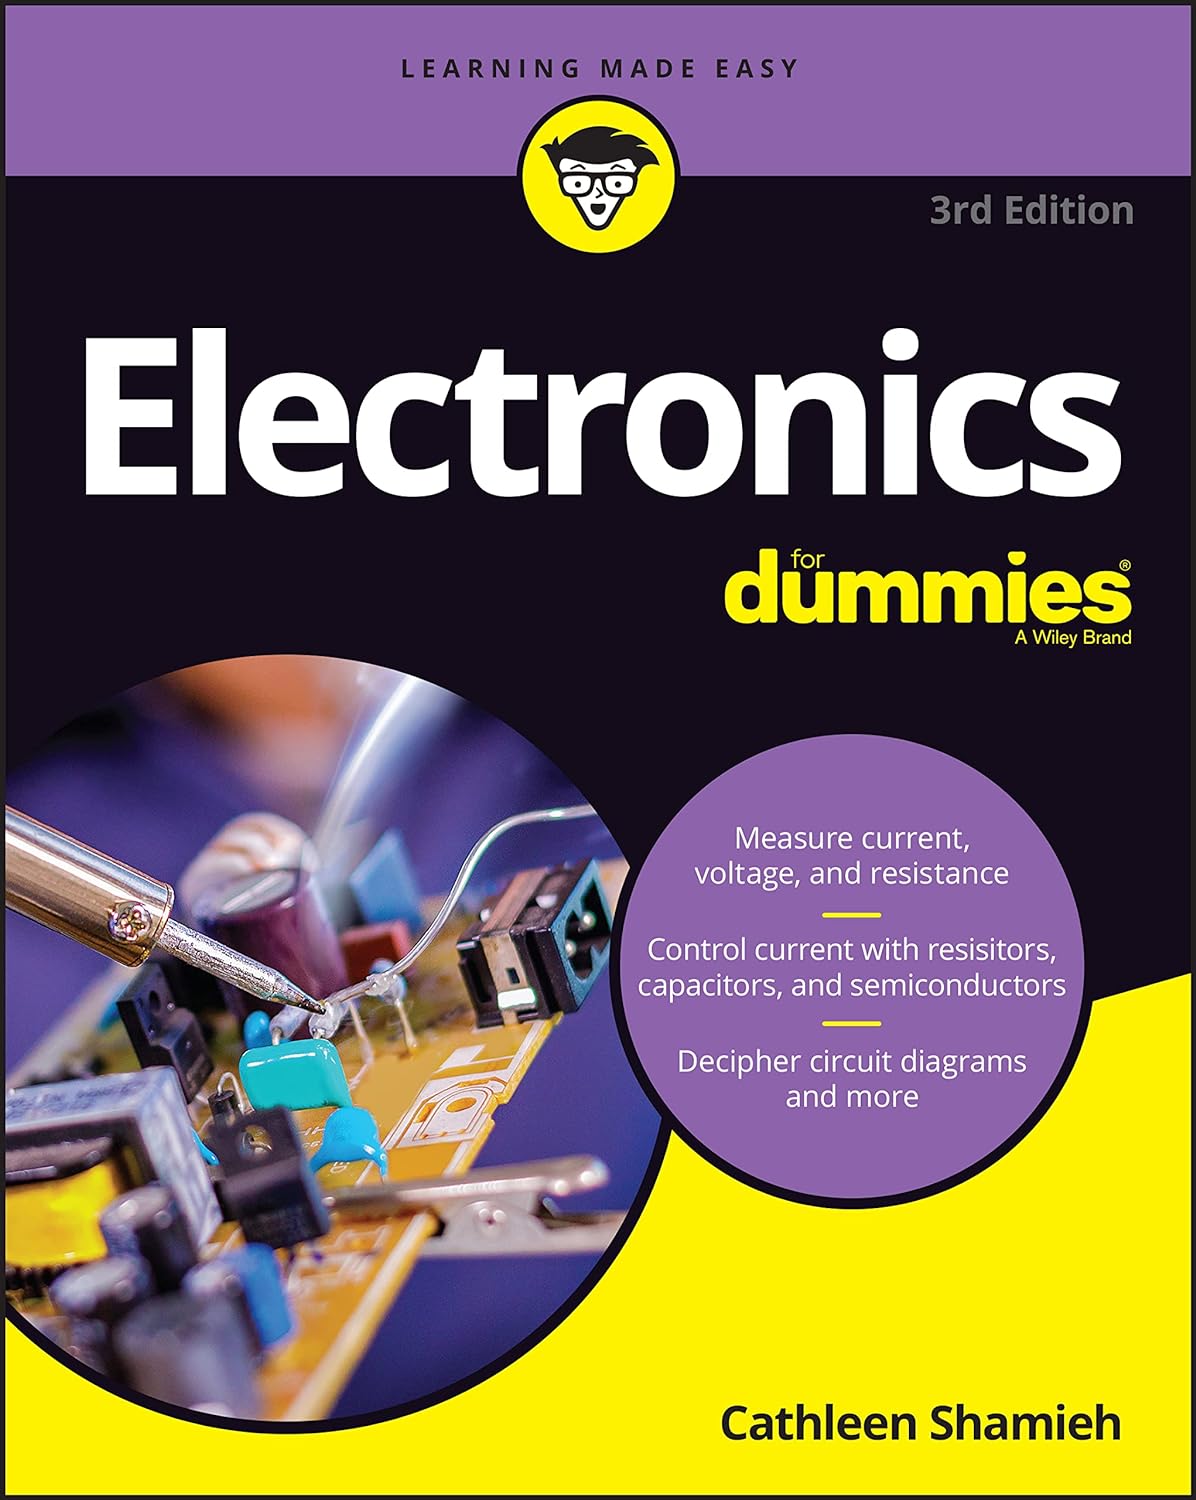 LEARNING MADE EASY
3rd Edition
Electronics
for
dummies®
A Wiley Brand
Measure current,
voltage, and resistance
Control current with resisitors,
capacitors, and semiconductors
Decipher circuit diagrams
and more
Cathleen Shamieh